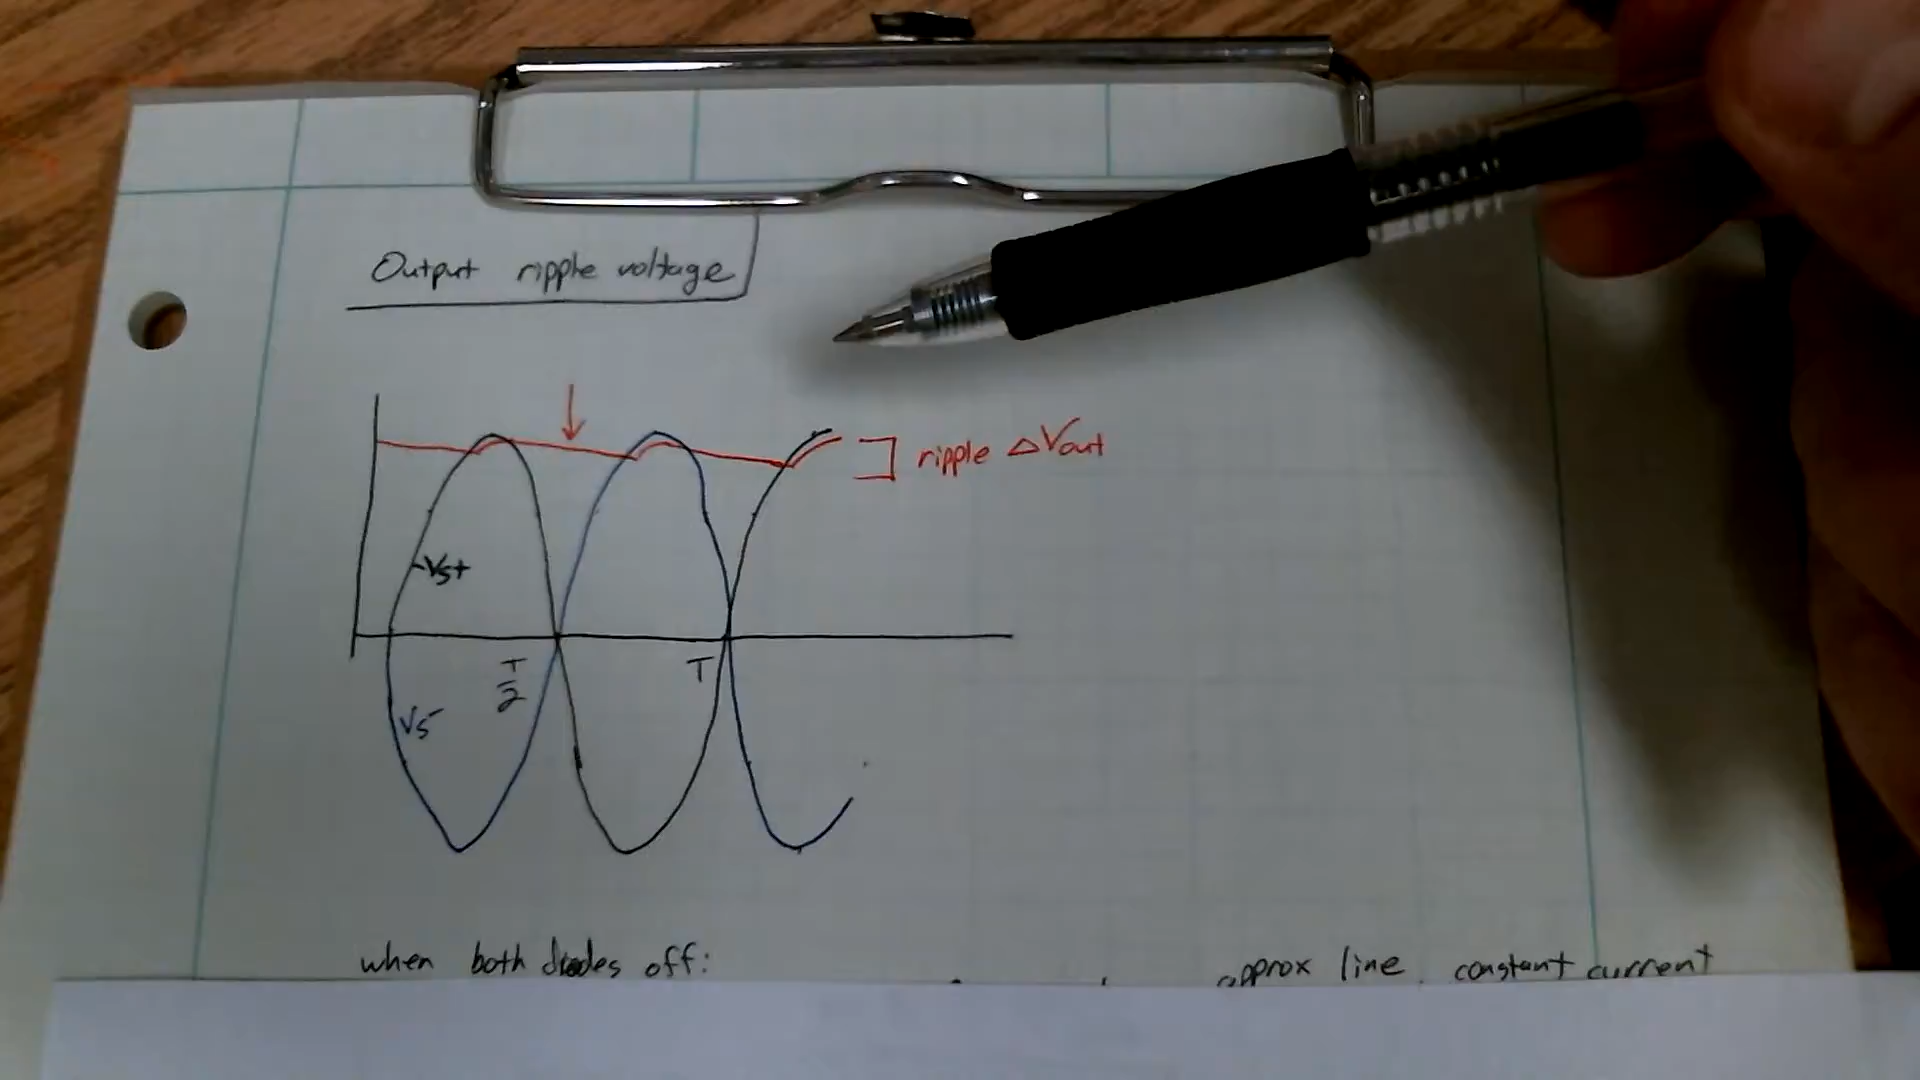 Output ripple voltage
ripple ΔVout
Vs+
T/2
T
Vs-
when both diodes off:
approx line, constant current